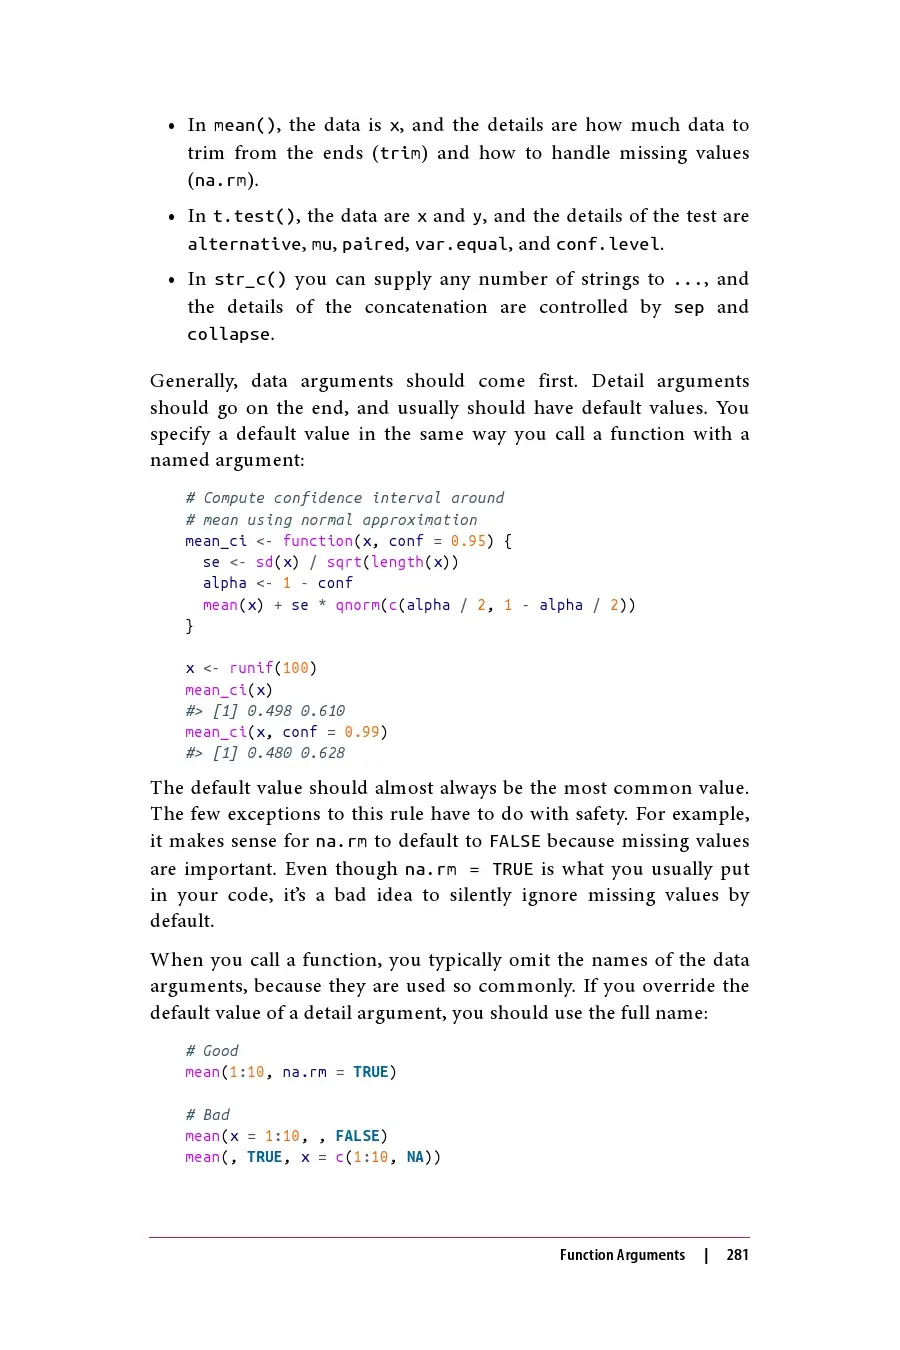 • In mean(), the data is x, and the details are how much data to
trim from the ends (trim) and how to handle missing values
(na.rm).
• In t.test(), the data are x and y, and the details of the test are
alternative, mu, paired, var.equal, and conf.level.
• In str_c() you can supply any number of strings to ..., and
the details of the concatenation are controlled by sep and
collapse.
Generally, data arguments should come first. Detail arguments
should go on the end, and usually should have default values. You
specify a default value in the same way you call a function with a
named argument:
# Compute confidence interval around
# mean using normal approximation
mean_ci <- function(x, conf = 0.95) {
  se <- sd(x) / sqrt(length(x))
  alpha <- 1 - conf
  mean(x) + se * qnorm(c(alpha / 2, 1 - alpha / 2))
}
x <- runif(100)
mean_ci(x)
#> [1] 0.498 0.610
mean_ci(x, conf = 0.99)
#> [1] 0.480 0.628
The default value should almost always be the most common value.
The few exceptions to this rule have to do with safety. For example,
it makes sense for na.rm to default to FALSE because missing values
are important. Even though na.rm = TRUE is what you usually put
in your code, it’s a bad idea to silently ignore missing values by
default.
When you call a function, you typically omit the names of the data
arguments, because they are used so commonly. If you override the
default value of a detail argument, you should use the full name:
# Good
mean(1:10, na.rm = TRUE)
# Bad
mean(x = 1:10, , FALSE)
mean(, TRUE, x = c(1:10, NA))
Function Arguments | 281